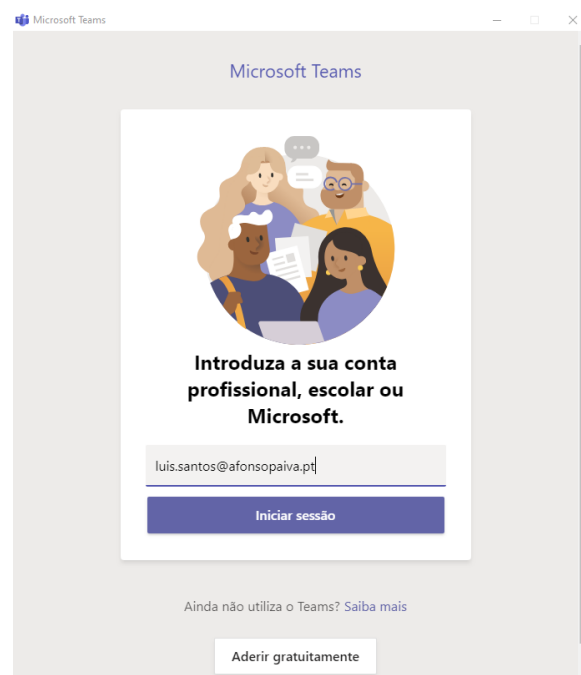 Microsoft Teams
Microsoft Teams
Introduza a sua conta
profissional, escolar ou
Microsoft.
luis.santos@afonsopaiva.pt
Iniciar sessão
Ainda não utiliza o Teams? Saiba mais
Aderir gratuitamente